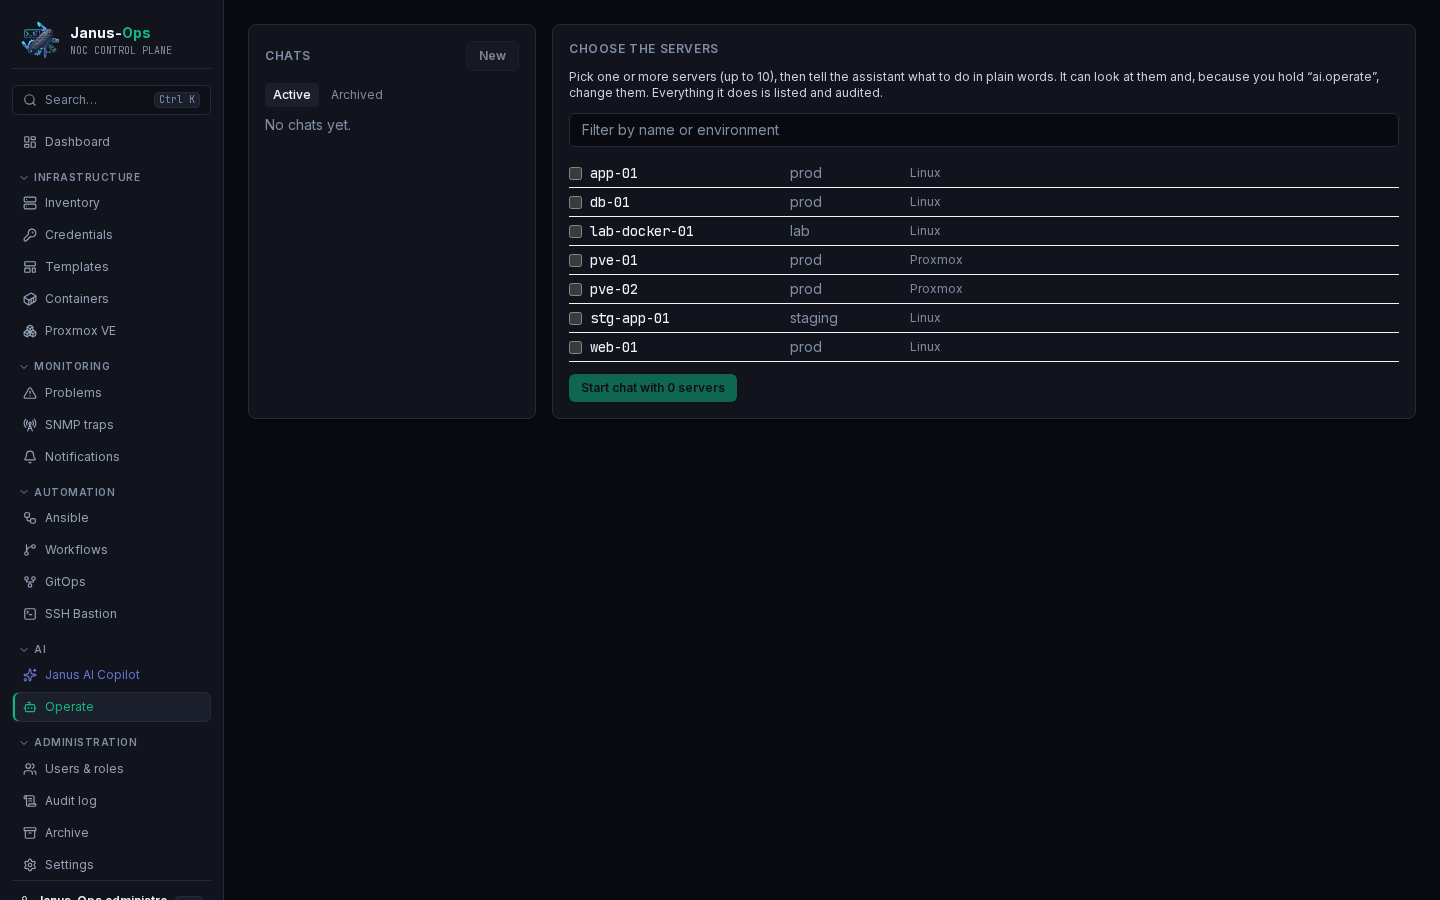 Janus-Ops
NOC CONTROL PLANE
Search…
Ctrl K
Dashboard
INFRASTRUCTURE
Inventory
Credentials
Templates
Containers
Proxmox VE
MONITORING
Problems
SNMP traps
Notifications
AUTOMATION
Ansible
Workflows
GitOps
SSH Bastion
AI
Janus AI Copilot
Operate
ADMINISTRATION
Users & roles
Audit log
Archive
Settings
Janus-Ops administra
CHATS
New
Active Archived
No chats yet.
CHOOSE THE SERVERS
Pick one or more servers (up to 10), then tell the assistant what to do in plain words. It can look at them and, because you hold “ai.operate”,
change them. Everything it does is listed and audited.
Filter by name or environment
app-01 prod Linux
db-01 prod Linux
lab-docker-01 lab Linux
pve-01 prod Proxmox
pve-02 prod Proxmox
stg-app-01 staging Linux
web-01 prod Linux
Start chat with 0 servers